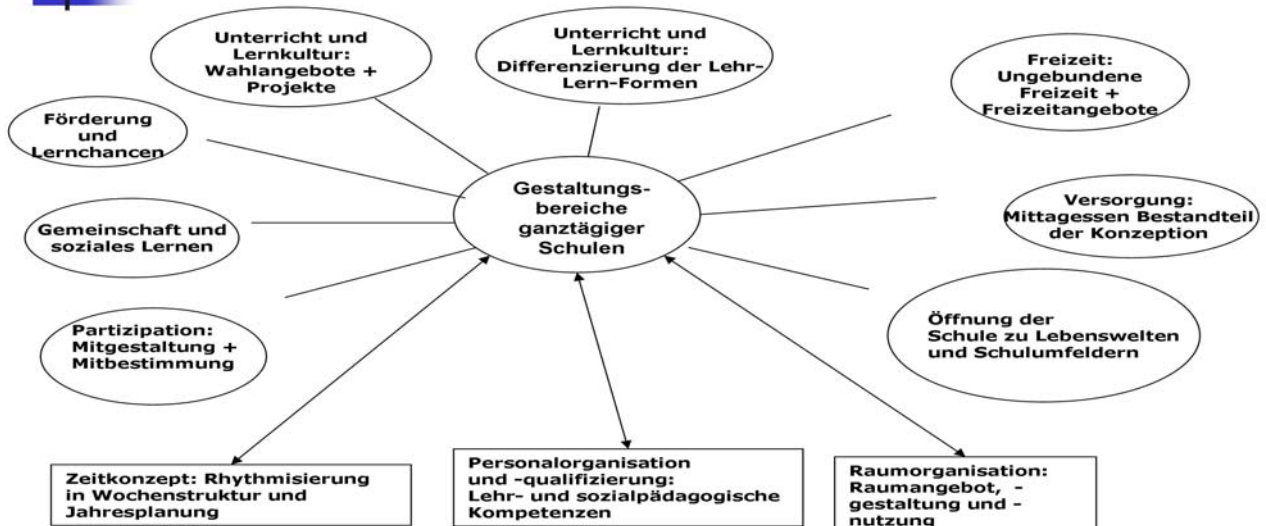 Unterricht und
Lernkultur:
Wahlangebote +
Projekte
Unterricht und
Lernkultur:
Differenzierung der Lehr-
Lern-Formen
Freizeit:
Ungebundene
Freizeit +
Freizeitangebote
Förderung
und
Lernchancen
Gestaltungs-
bereiche
ganztägiger
Schulen
Gemeinschaft und
soziales Lernen
Versorgung:
Mittagessen Bestandteil
der Konzeption
Partizipation:
Mitgestaltung +
Mitbestimmung
Öffnung der
Schule zu Lebenswelten
und Schulumfeldern
Zeitkonzept: Rhythmisierung
in Wochenstruktur und
Jahresplanung
Personalorganisation
und -qualifizierung:
Lehr- und sozialpädagogische
Kompetenzen
Raumorganisation:
Raumangebot, -
gestaltung und -
nutzung